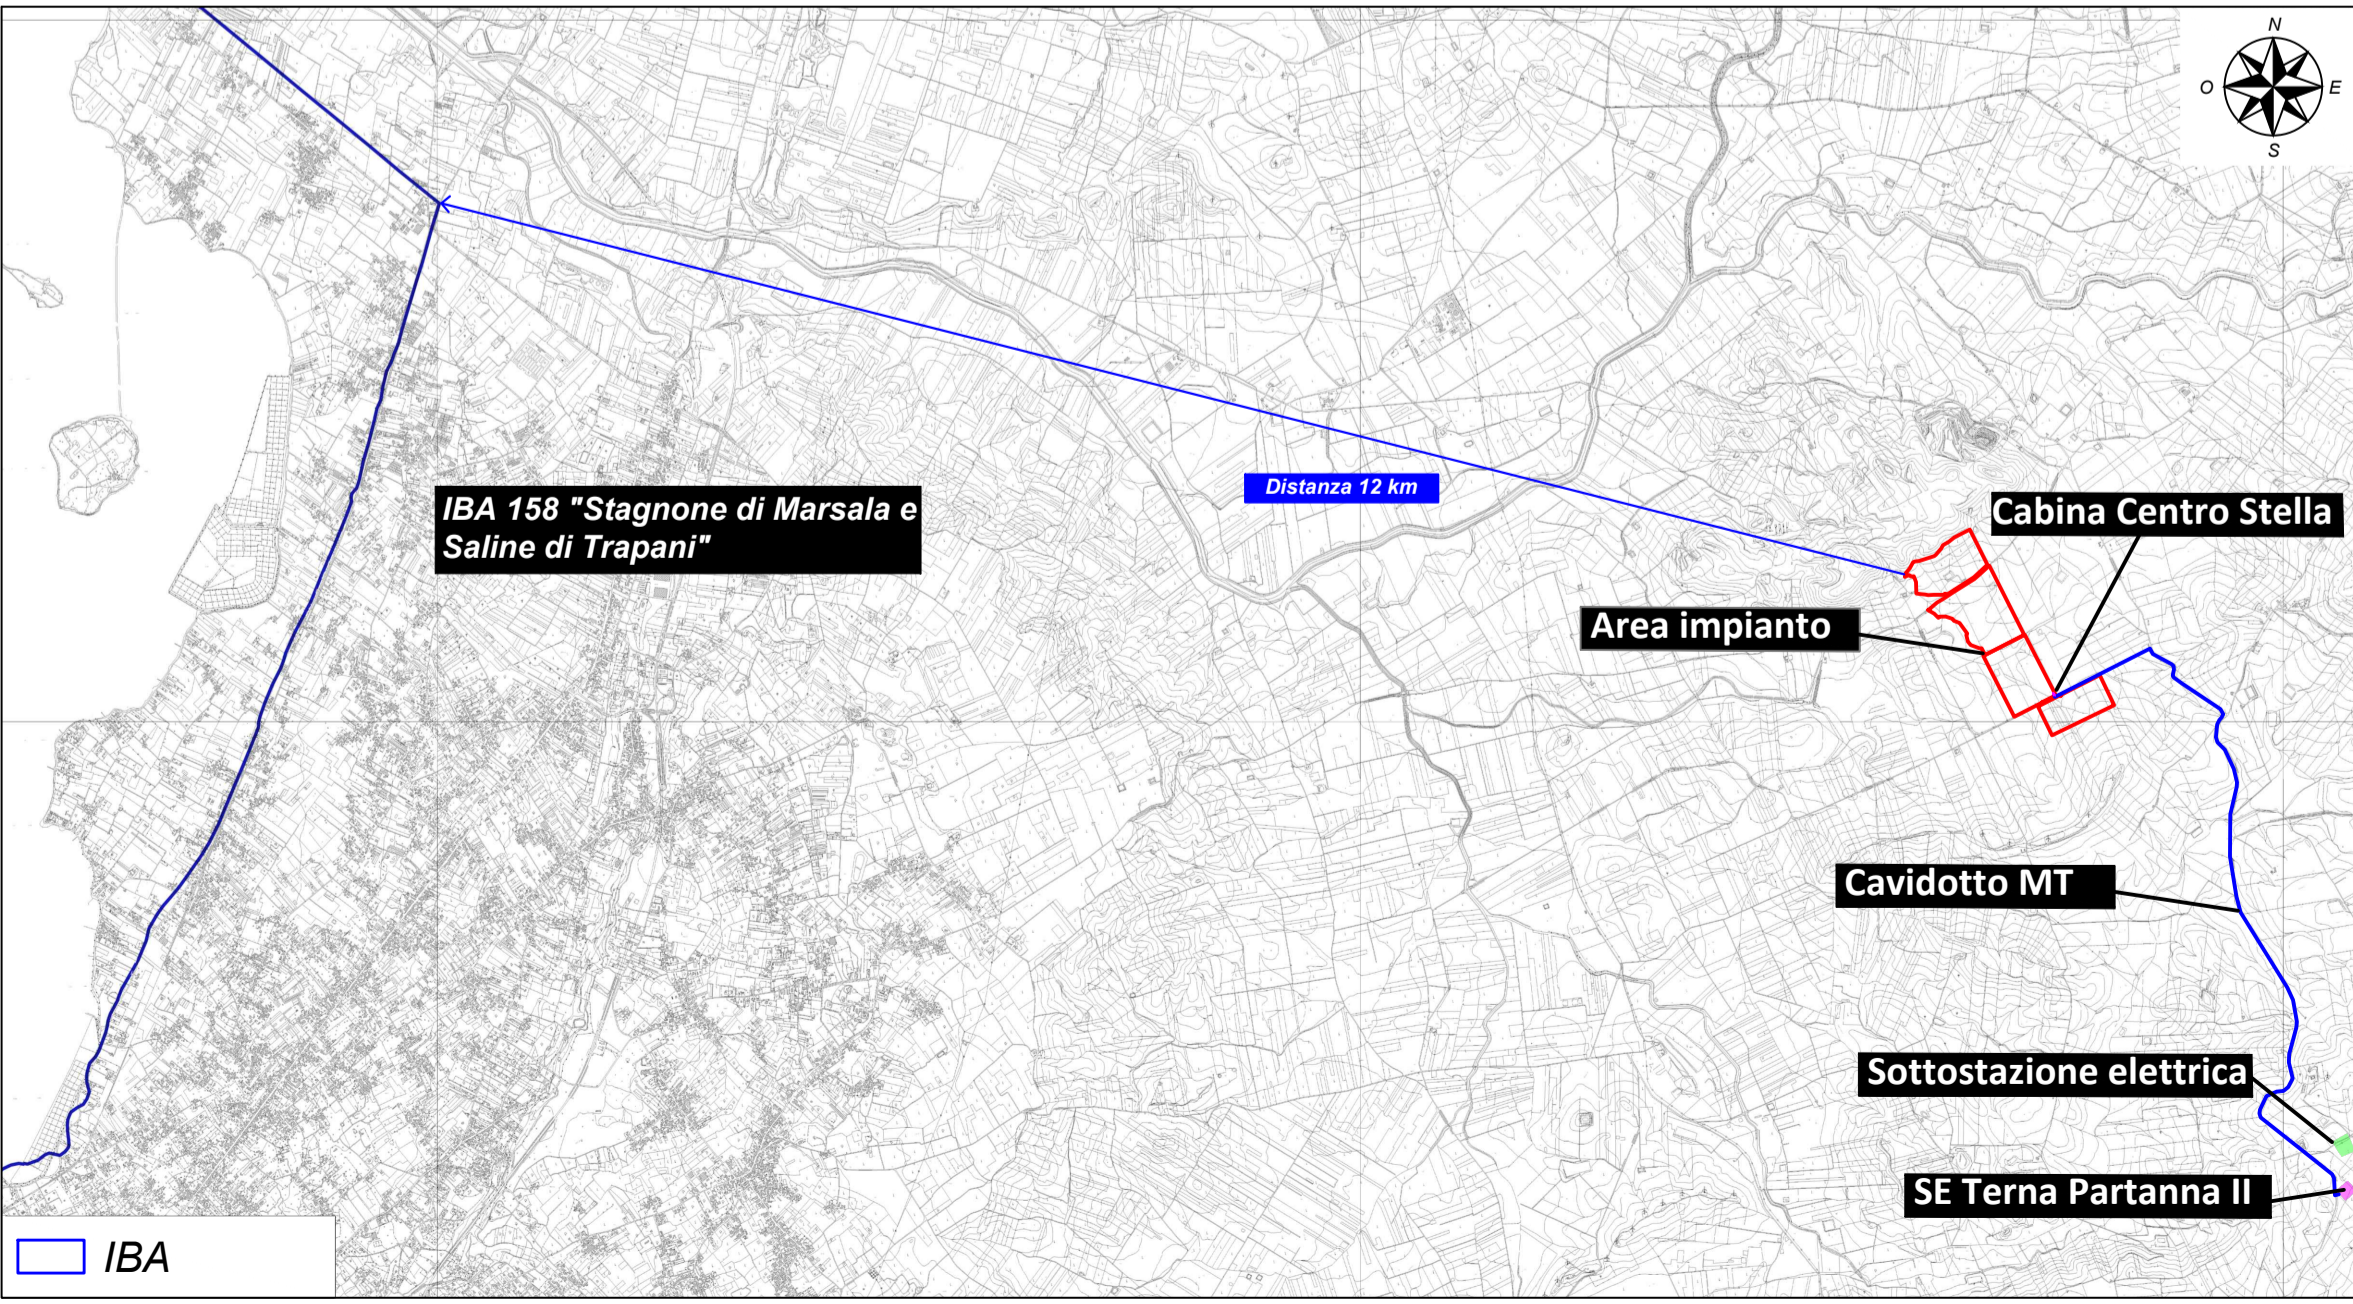 N
O
E
S
IBA 158 "Stagnone di Marsala e
Saline di Trapani"
Distanza 12 km
Cabina Centro Stella
Area impianto
Cavidotto MT
Sottostazione elettrica
SE Terna Partanna II
IBA